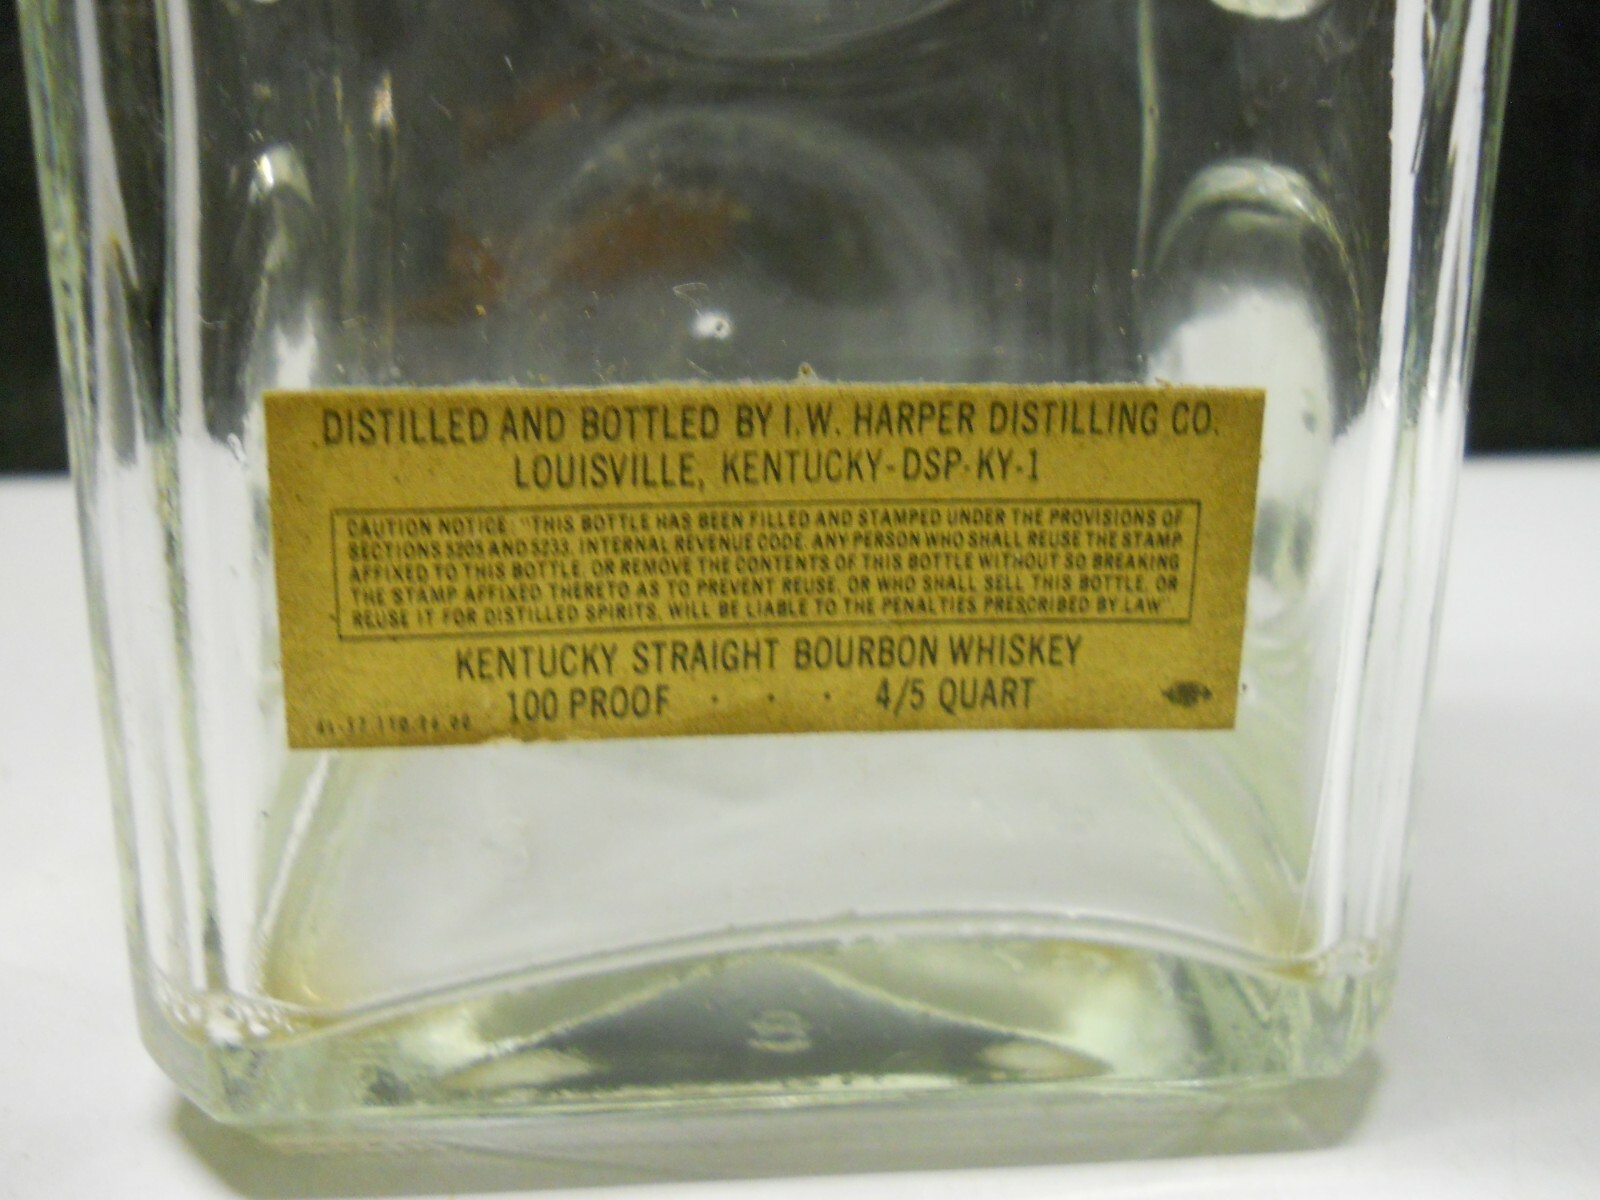 DISTILLED AND BOTTLED BY I.W. HARPER DISTILLING CO.
LOUISVILLE, KENTUCKY-DSP-KY-1
CAUTION NOTICE: "THIS BOTTLE HAS BEEN FILLED AND STAMPED UNDER THE PROVISIONS OF
SECTIONS 5205 AND 5233, INTERNAL REVENUE CODE. ANY PERSON WHO SHALL REUSE THE STAMP
AFFIXED TO THIS BOTTLE, OR REMOVE THE CONTENTS OF THIS BOTTLE WITHOUT SO BREAKING
THE STAMP AFFIXED THERETO AS TO PREVENT REUSE, OR WHO SHALL SELL THIS BOTTLE, OR
REUSE IT FOR DISTILLED SPIRITS, WILL BE LIABLE TO THE PENALTIES PRESCRIBED BY LAW".
KENTUCKY STRAIGHT BOURBON WHISKEY
100 PROOF · · · 4/5 QUART